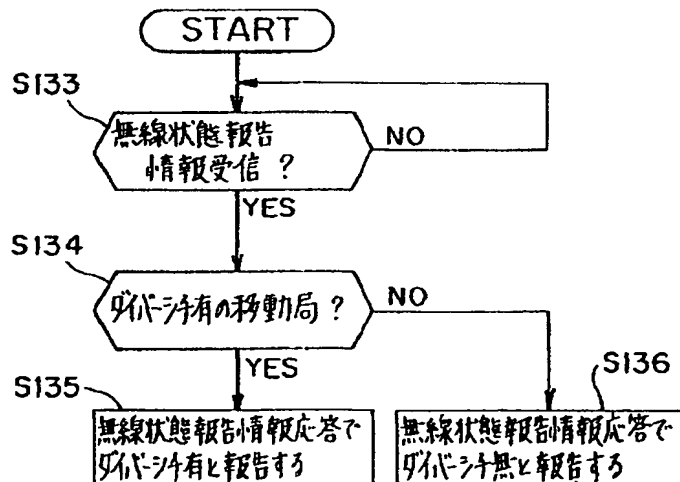 START
S133
無線状態報告
情報受信？
NO
YES
S134
ダイバーシチ有の移動局？
NO
YES
S135
S136
無線状態報告情報応答で
ダイバーシチ有と報告する
無線状態報告情報応答で
ダイバーシチ無と報告する